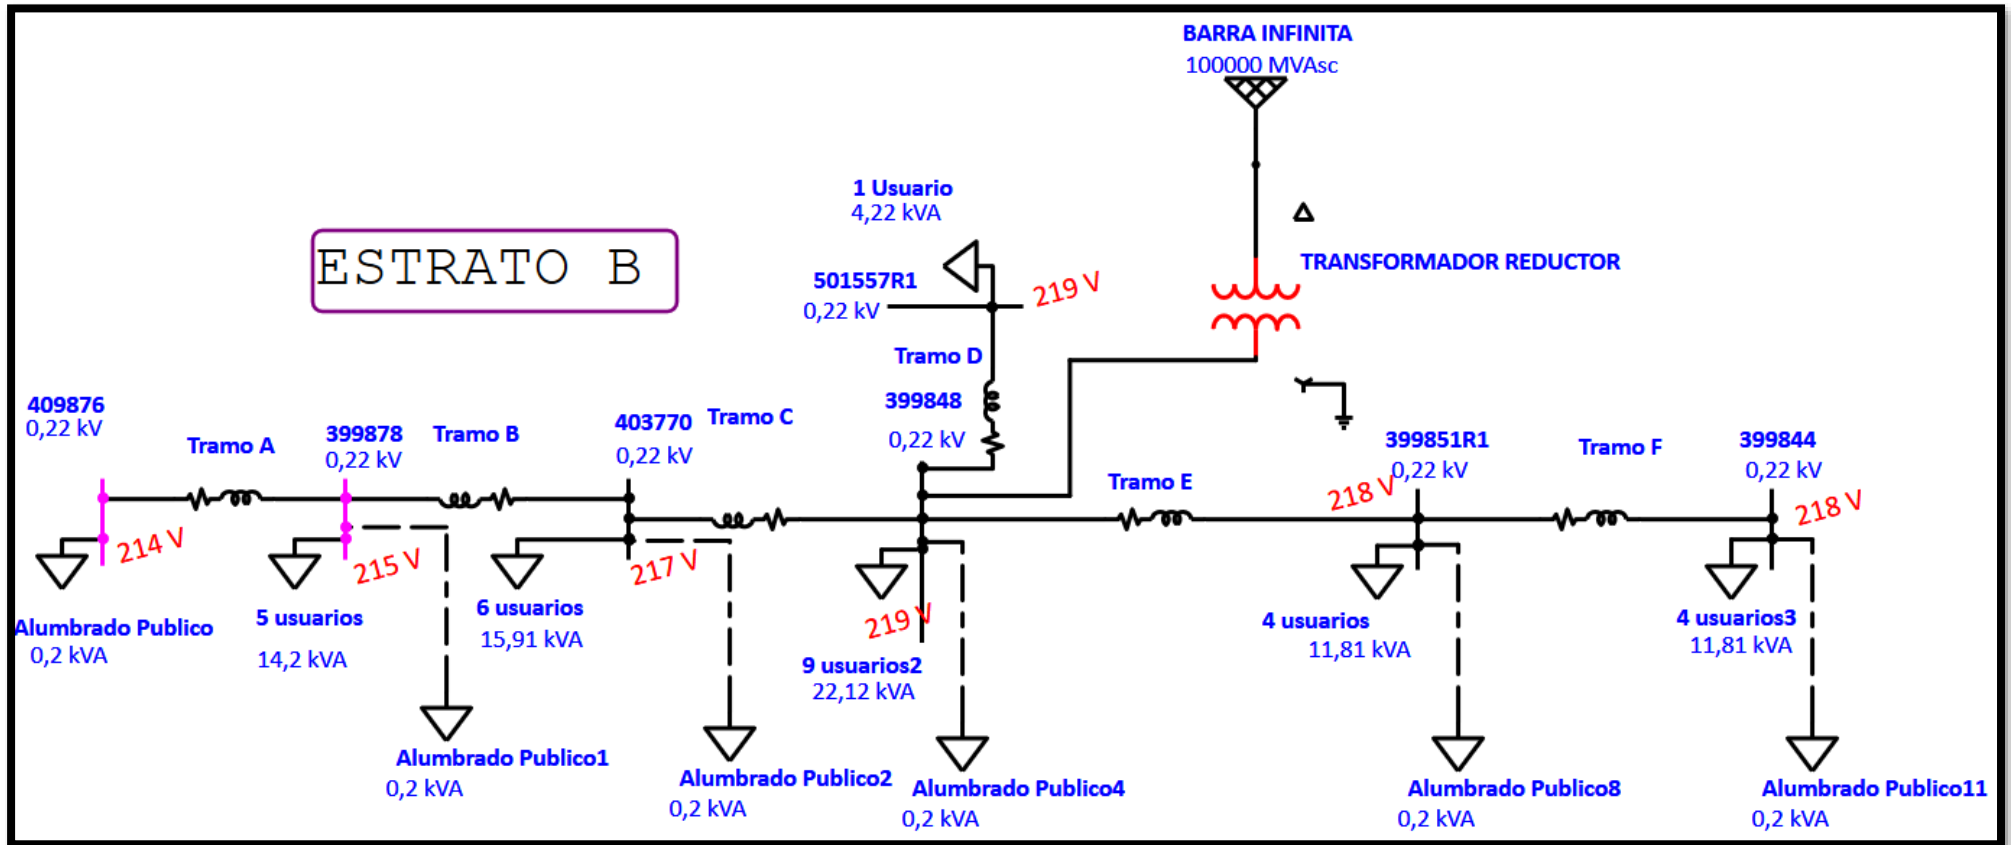 BARRA INFINITA
100000 MVAsc
1 Usuario
4,22 kVA
ESTRATO B
TRANSFORMADOR REDUCTOR
501557R1
0,22 kV
219 V
Tramo D
399848
0,22 kV
409876
0,22 kV
Tramo A
399878
0,22 kV
Tramo B
403770
0,22 kV
Tramo C
399851R1
0,22 kV
Tramo F
399844
0,22 kV
Tramo E
218 V
218 V
214 V
215 V
217 V
219 V
Alumbrado Publico
0,2 kVA
5 usuarios
14,2 kVA
6 usuarios
15,91 kVA
9 usuarios2
22,12 kVA
4 usuarios
11,81 kVA
4 usuarios3
11,81 kVA
Alumbrado Publico1
0,2 kVA
Alumbrado Publico2
0,2 kVA
Alumbrado Publico4
0,2 kVA
Alumbrado Publico8
0,2 kVA
Alumbrado Publico11
0,2 kVA